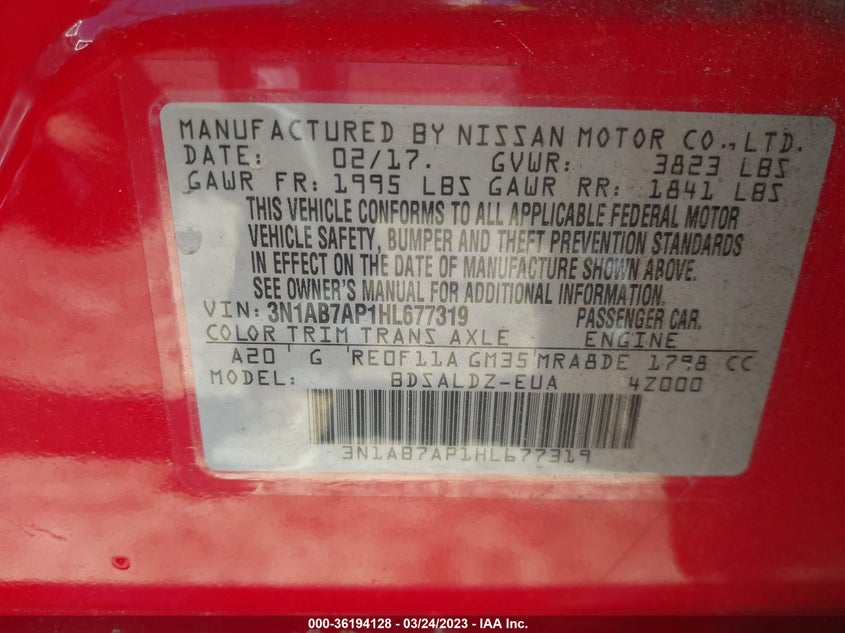 MANUFACTURED BY NISSAN MOTOR CO., LTD.
DATE: 02/17. GVWR: 3823 LBS
GAWR FR: 1995 LBS GAWR RR: 1841 LBS
THIS VEHICLE CONFORMS TO ALL APPLICABLE FEDERAL MOTOR
VEHICLE SAFETY, BUMPER AND THEFT PREVENTION STANDARDS
IN EFFECT ON THE DATE OF MANUFACTURE SHOWN ABOVE.
SEE OWNER'S MANUAL FOR ADDITIONAL INFORMATION.
VIN: 3N1AB7AP1HL677319 PASSENGER CAR.
COLOR TRIM TRANS AXLE ENGINE
A20 G RE0F11A GM35 MRA8DE 1798 CC
MODEL: BDSALDZ-EUA 4Z000
3N1AB7AP1HL677319
000-36194128 - 03/24/2023 - IAA Inc.